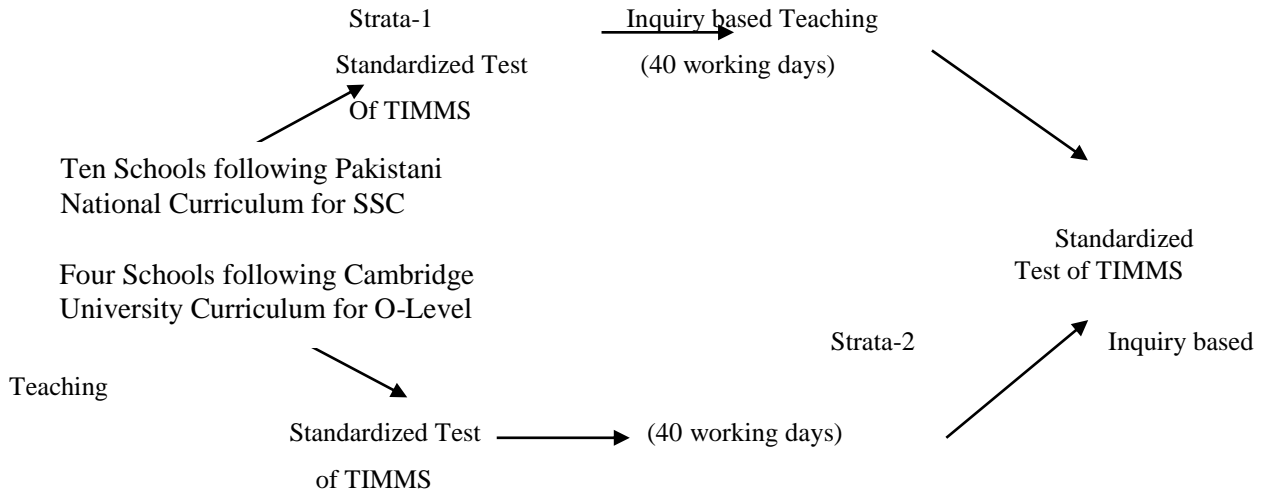 Strata-1 Inquiry based Teaching
Standardized Test (40 working days)
Of TIMMS
Ten Schools following Pakistani
National Curriculum for SSC
Standardized
Test of TIMMS
Four Schools following Cambridge
University Curriculum for O-Level
Strata-2 Inquiry based
Teaching
Standardized Test (40 working days)
of TIMMS